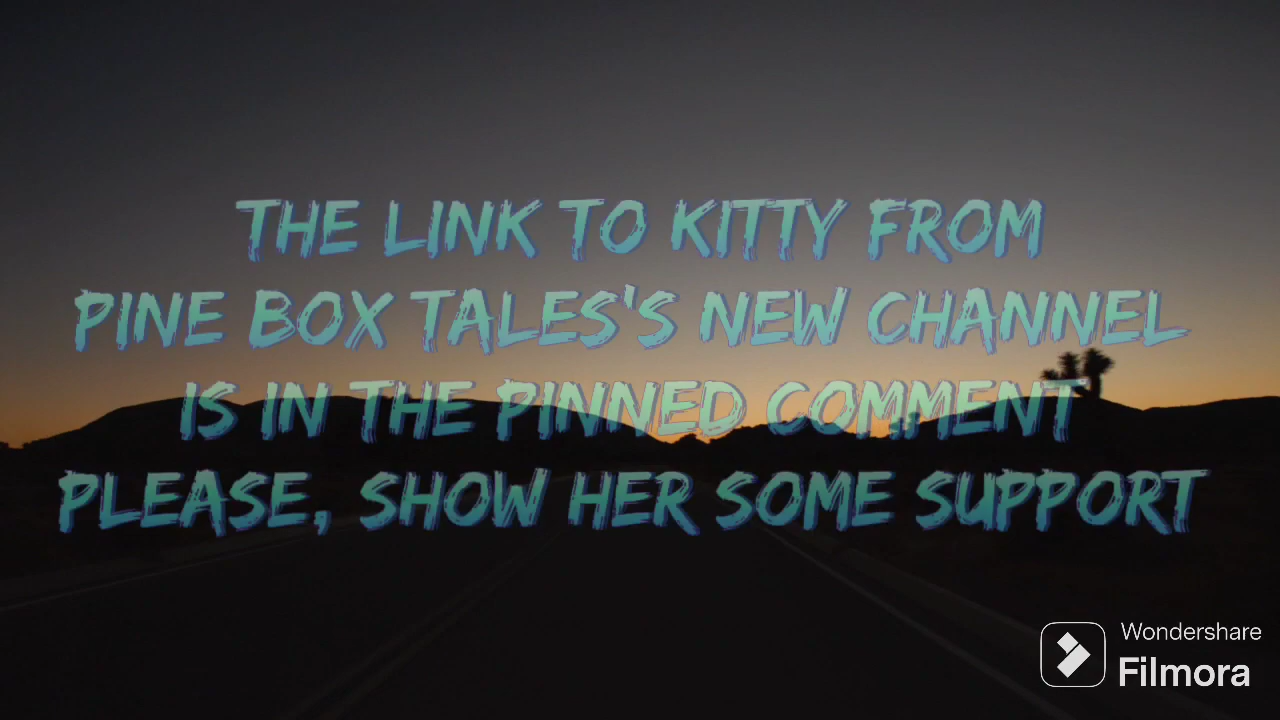 THE LINK TO KITTY FROM
PINE BOX TALES'S NEW CHANNEL
IS IN THE PINNED COMMENT
PLEASE, SHOW HER SOME SUPPORT
Wondershare
Filmora